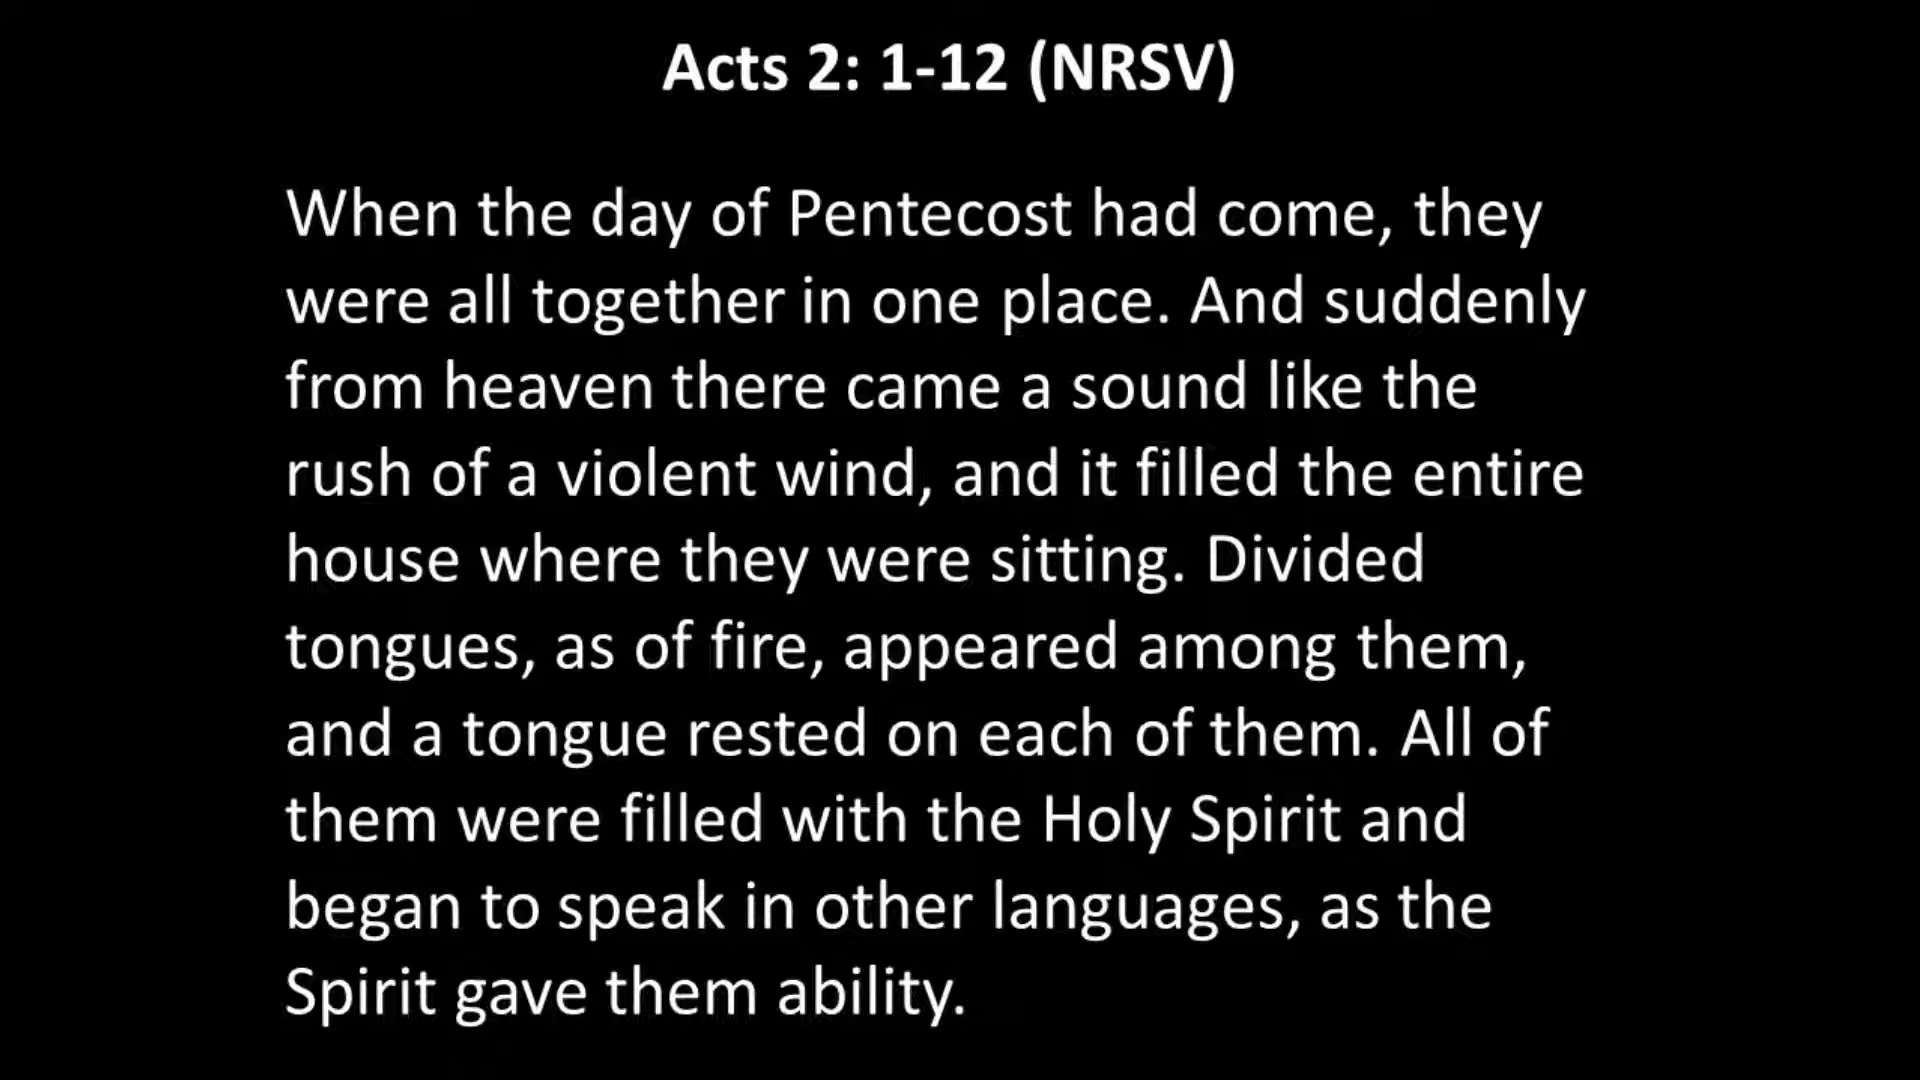 Acts 2: 1-12 (NRSV)
When the day of Pentecost had come, they
were all together in one place. And suddenly
from heaven there came a sound like the
rush of a violent wind, and it filled the entire
house where they were sitting. Divided
tongues, as of fire, appeared among them,
and a tongue rested on each of them. All of
them were filled with the Holy Spirit and
began to speak in other languages, as the
Spirit gave them ability.